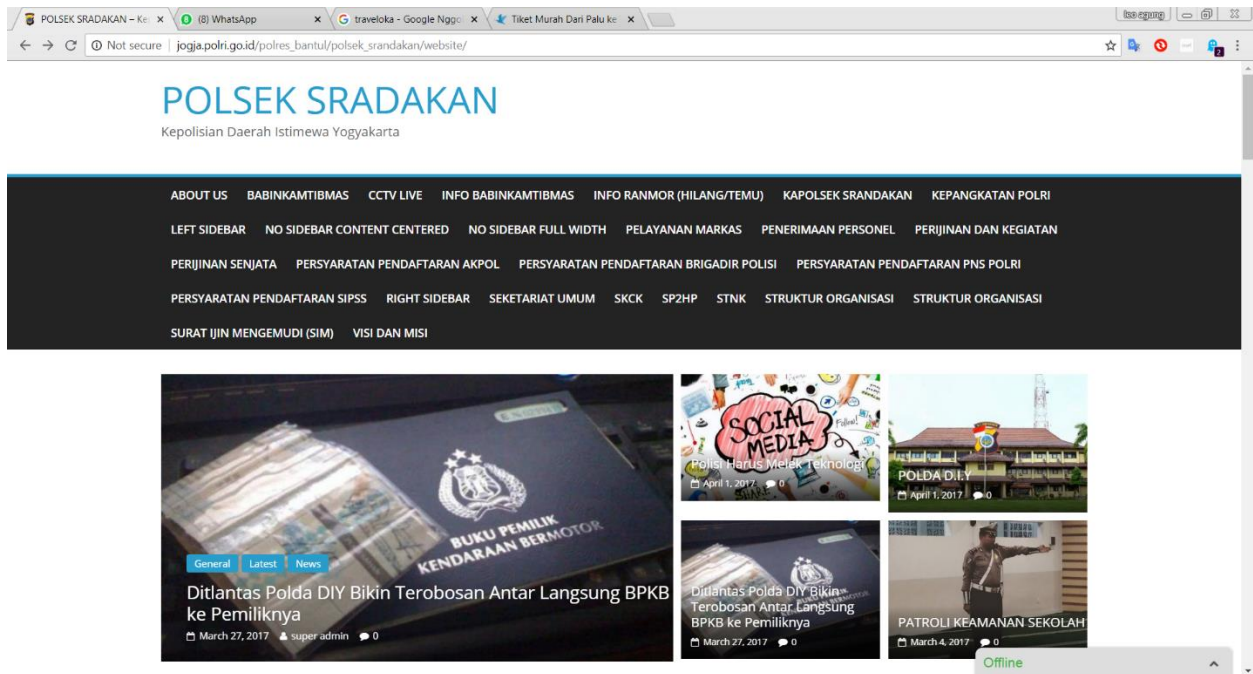 POLSEK SRADAKAN – Ke
(8) WhatsApp
traveloka - Google Nggo
Tiket Murah Dari Palu ke
iso agung
Not secure
jogja.polri.go.id/polres_bantul/polsek_srandakan/website/
2
POLSEK SRADAKAN
Kepolisian Daerah Istimewa Yogyakarta
ABOUT US BABINKAMTIBMAS CCTV LIVE INFO BABINKAMTIBMAS INFO RANMOR (HILANG/TEMU) KAPOLSEK SRANDAKAN KEPANGKATAN POLRI
LEFT SIDEBAR NO SIDEBAR CONTENT CENTERED NO SIDEBAR FULL WIDTH PELAYANAN MARKAS PENERIMAAN PERSONEL PERIJINAN DAN KEGIATAN
PERIJINAN SENJATA PERSYARATAN PENDAFTARAN AKPOL PERSYARATAN PENDAFTARAN BRIGADIR POLISI PERSYARATAN PENDAFTARAN PNS POLRI
PERSYARATAN PENDAFTARAN SIPSS RIGHT SIDEBAR SEKETARIAT UMUM SKCK SP2HP STNK STRUKTUR ORGANISASI STRUKTUR ORGANISASI
SURAT IJIN MENGEMUDI (SIM) VISI DAN MISI
BUKU PEMILIK
KENDARAAN BERMOTOR
General Latest News
Ditlantas Polda DIY Bikin Terobosan Antar Langsung BPKB
ke Pemiliknya
March 27, 2017 super admin 0
SOCIAL
MEDIA
Follow!
SHARE
Polisi Harus Melek Teknologi
April 1, 2017 0
POLDA D.I.Y
April 1, 2017 0
Ditlantas Polda DIY Bikin
Terobosan Antar Langsung
BPKB ke Pemiliknya
March 27, 2017 0
PATROLI KEAMANAN SEKOLAH
March 4, 2017 0
Offline